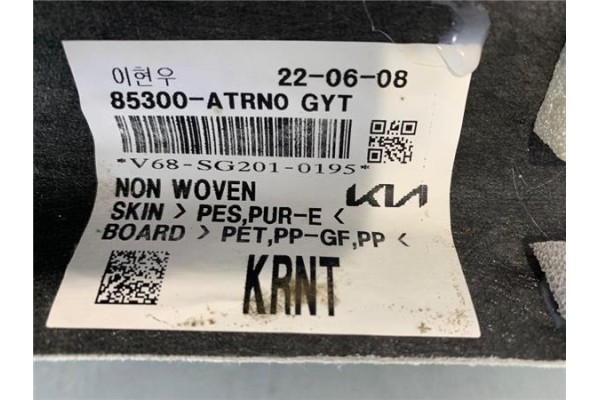 이현우 22-06-08
85300-ATRN0 GYT
*V68-SG201-0195*
NON WOVEN KIA
SKIN > PES,PUR-E <
BOARD > PET,PP-GF,PP <
KRNT